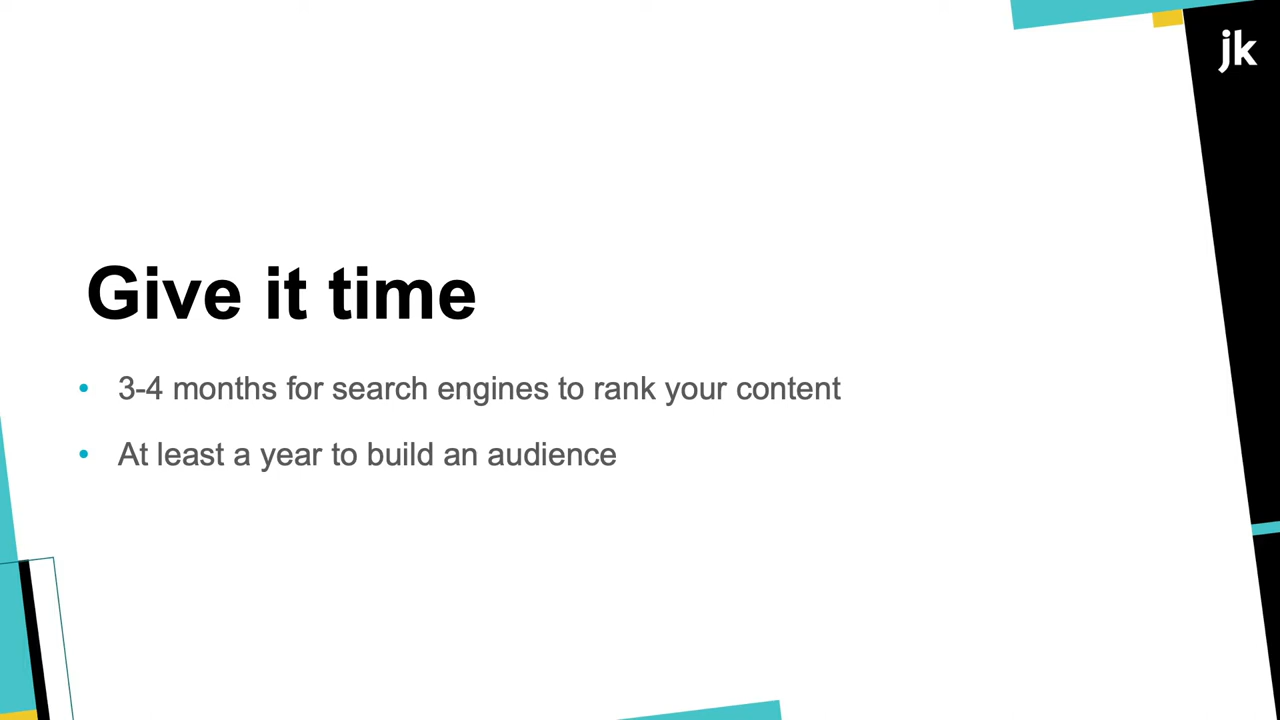 jk
Give it time
• 3-4 months for search engines to rank your content
• At least a year to build an audience